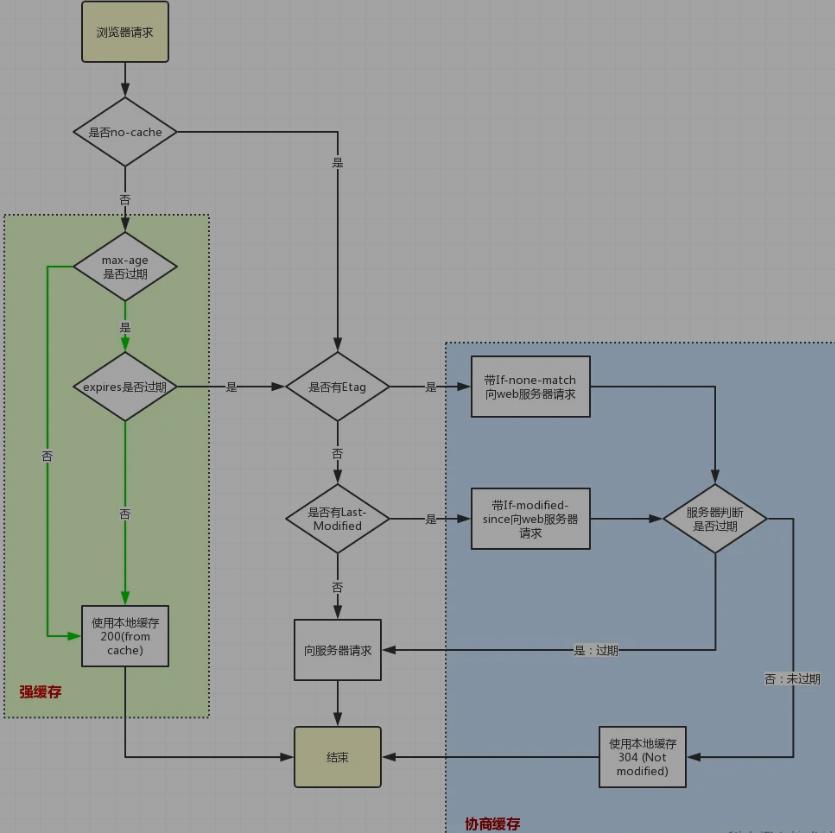 浏览器请求
是否no-cache
是
否
max-age
是否过期
是
expires是否过期
是
是否有Etag
是
带If-none-match
向web服务器请求
否
否
否
是否有Last-
Modified
是
带If-modified-
since向web服务器
请求
服务器判断
是否过期
否
使用本地缓存
200(from
cache)
向服务器请求
是：过期
否：未过期
强缓存
结束
使用本地缓存
304 (Not
modified)
协商缓存